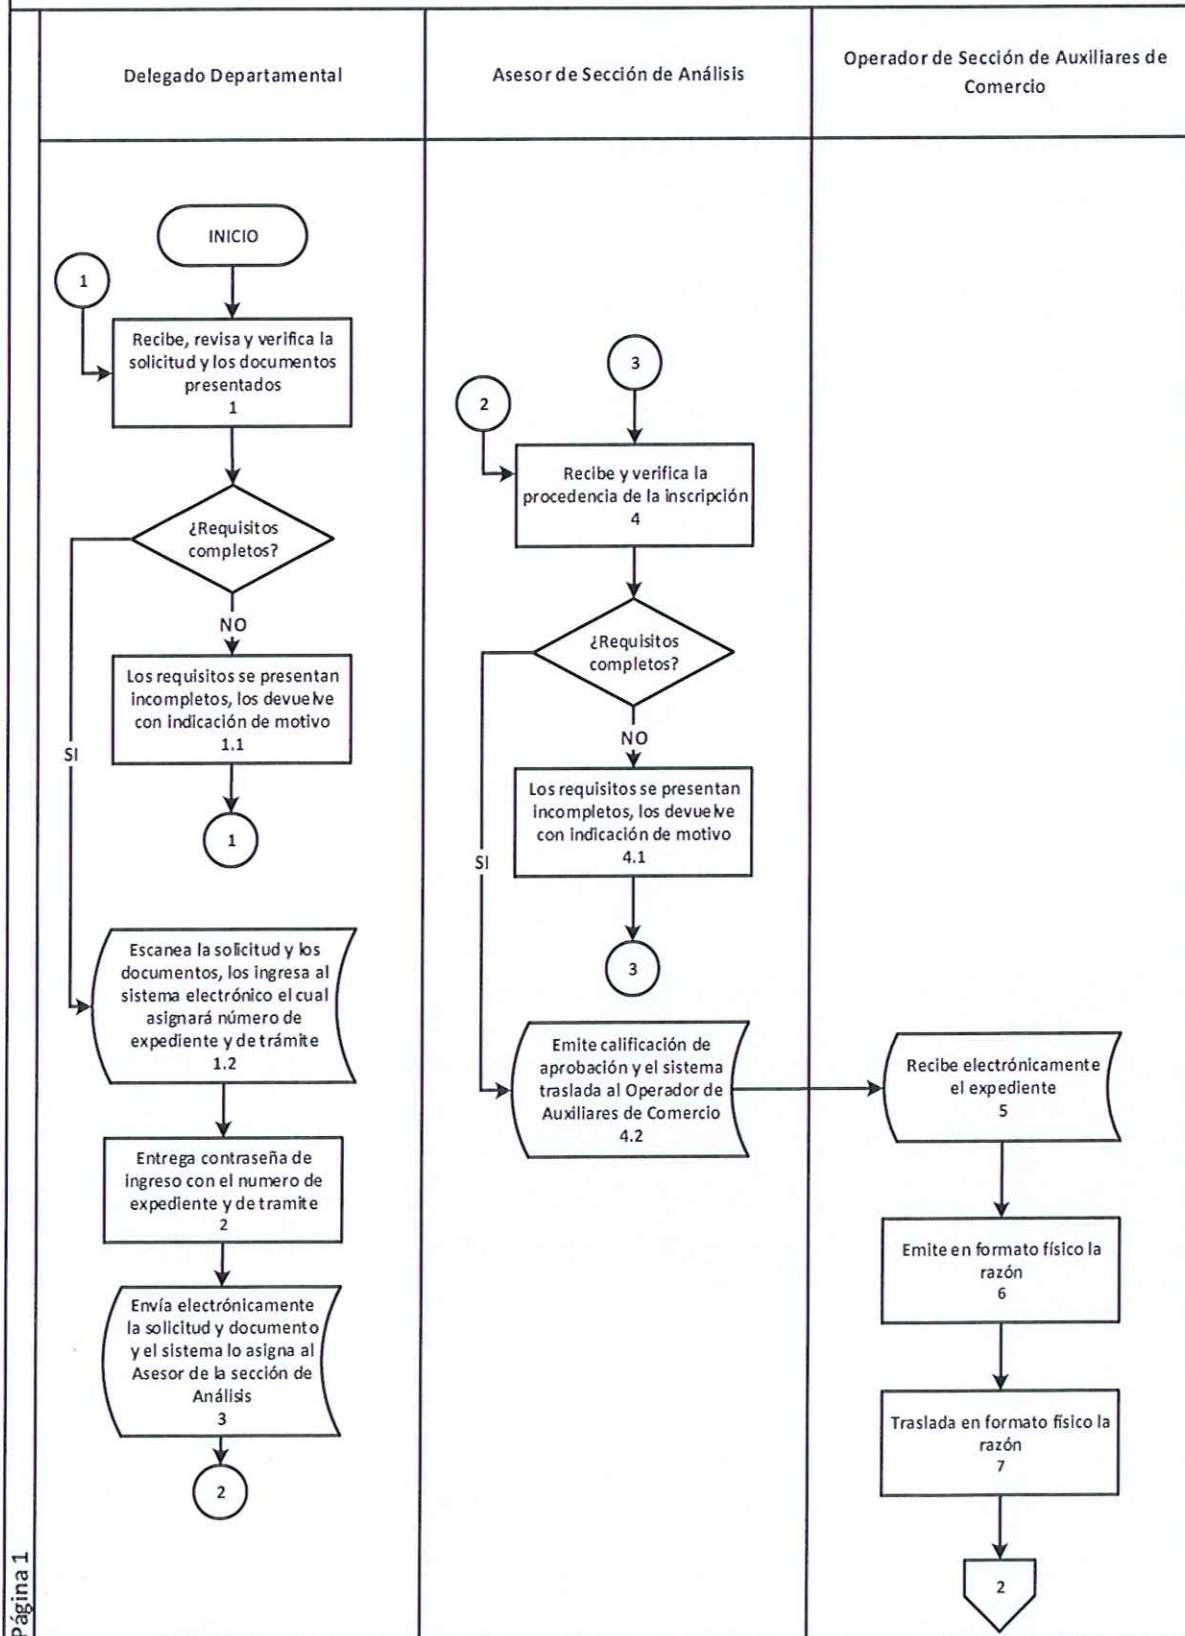 Delegado Departamental
Asesor de Sección de Análisis
Operador de Sección de Auxiliares de
Comercio
INICIO
1
Recibe, revisa y verifica la
solicitud y los documentos
presentados
1
¿Requisitos
completos?
SI
NO
Los requisitos se presentan
incompletos, los devuelve
con indicación de motivo
1.1
1
Escanea la solicitud y los
documentos, los ingresa al
sistema electrónico el cual
asignará número de
expediente y de trámite
1.2
Entrega contraseña de
ingreso con el numero de
expediente y de tramite
2
Envía electrónicamente
la solicitud y documento
y el sistema lo asigna al
Asesor de la sección de
Análisis
3
2
3
2
Recibe y verifica la
procedencia de la inscripción
4
¿Requisitos
completos?
SI
NO
Los requisitos se presentan
incompletos, los devuelve
con indicación de motivo
4.1
3
Emite calificación de
aprobación y el sistema
traslada al Operador de
Auxiliares de Comercio
4.2
Recibe electrónicamente
el expediente
5
Emite en formato físico la
razón
6
Traslada en formato físico la
razón
7
2
Página 1